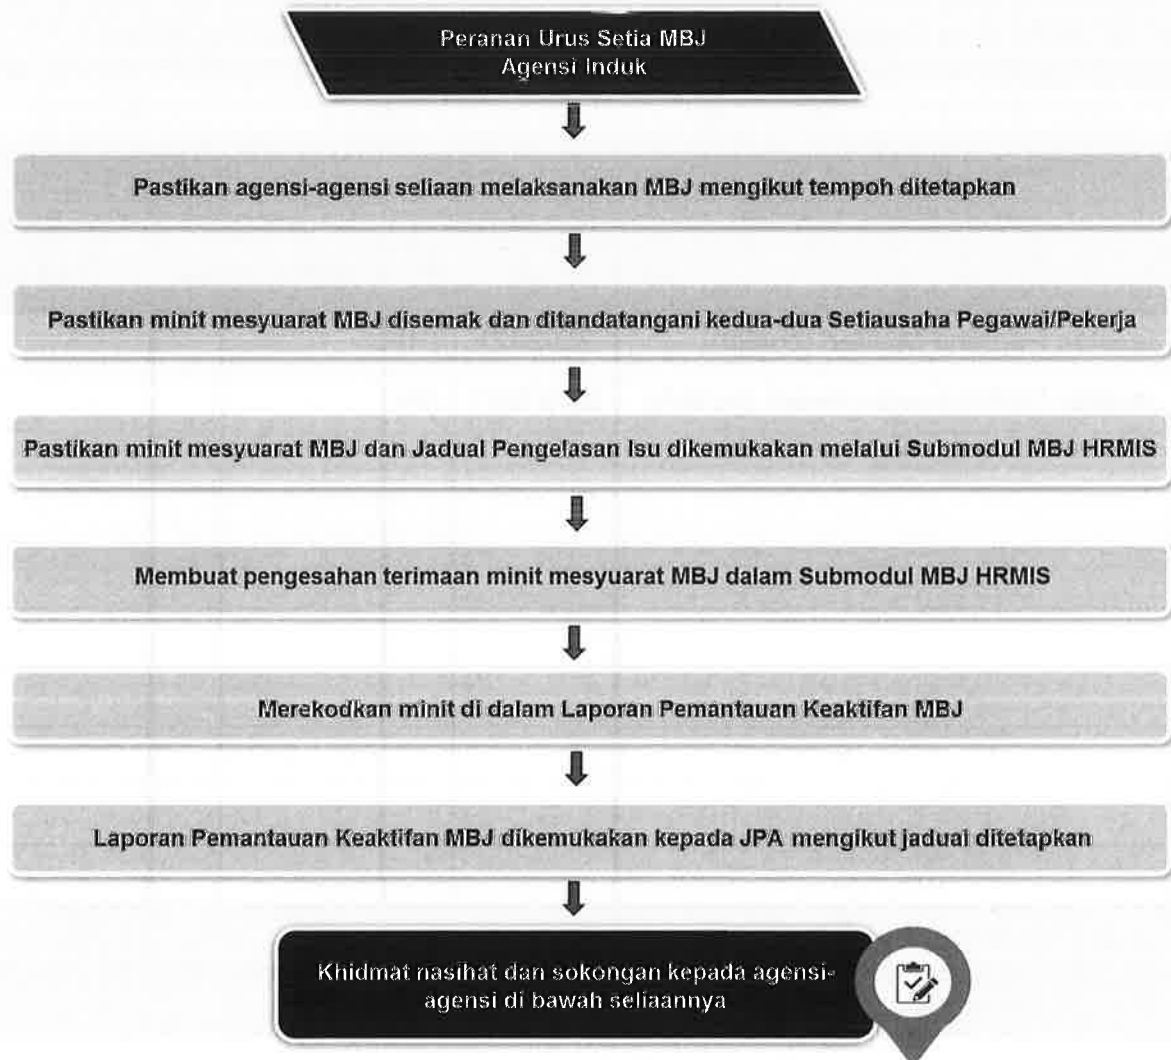 Peranan Urus Setia MBJ
Agensi Induk
Pastikan agensi-agensi seliaan melaksanakan MBJ mengikut tempoh ditetapkan
Pastikan minit mesyuarat MBJ disemak dan ditandatangani kedua-dua Setiausaha Pegawai/Pekerja
Pastikan minit mesyuarat MBJ dan Jadual Pengelasan Isu dikemukakan melalui Submodul MBJ HRMIS
Membuat pengesahan terimaan minit mesyuarat MBJ dalam Submodul MBJ HRMIS
Merekodkan minit di dalam Laporan Pemantauan Keaktifan MBJ
Laporan Pemantauan Keaktifan MBJ dikemukakan kepada JPA mengikut jadual ditetapkan
Khidmat nasihat dan sokongan kepada agensi-
agensi di bawah seliaannya